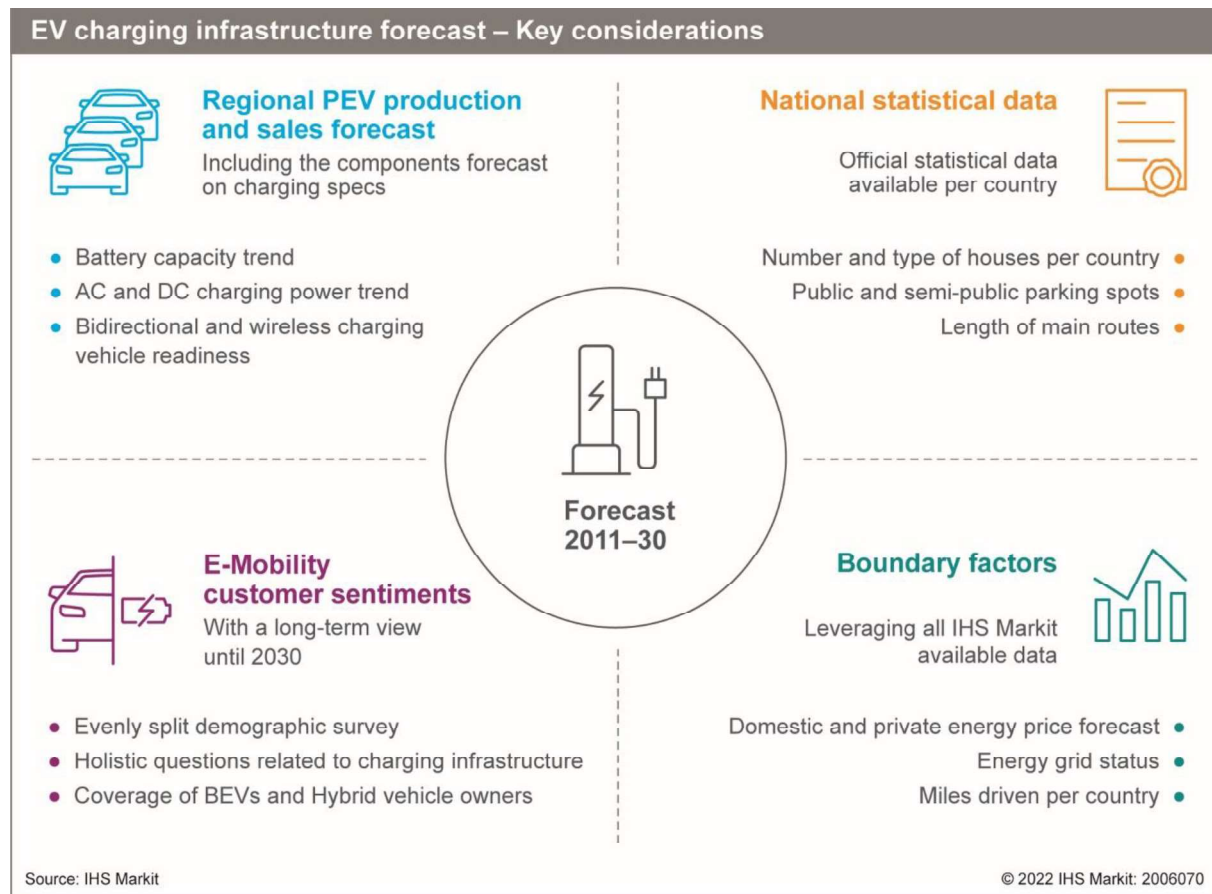 EV charging infrastructure forecast – Key considerations
Regional PEV production
and sales forecast
Including the components forecast
on charging specs
• Battery capacity trend
• AC and DC charging power trend
• Bidirectional and wireless charging
vehicle readiness
National statistical data
Official statistical data
available per country
Number and type of houses per country •
Public and semi-public parking spots •
Length of main routes •
Forecast
2011–30
E-Mobility
customer sentiments
With a long-term view
until 2030
• Evenly split demographic survey
• Holistic questions related to charging infrastructure
• Coverage of BEVs and Hybrid vehicle owners
Boundary factors
Leveraging all IHS Markit
available data
Domestic and private energy price forecast •
Energy grid status •
Miles driven per country •
Source: IHS Markit
© 2022 IHS Markit: 2006070